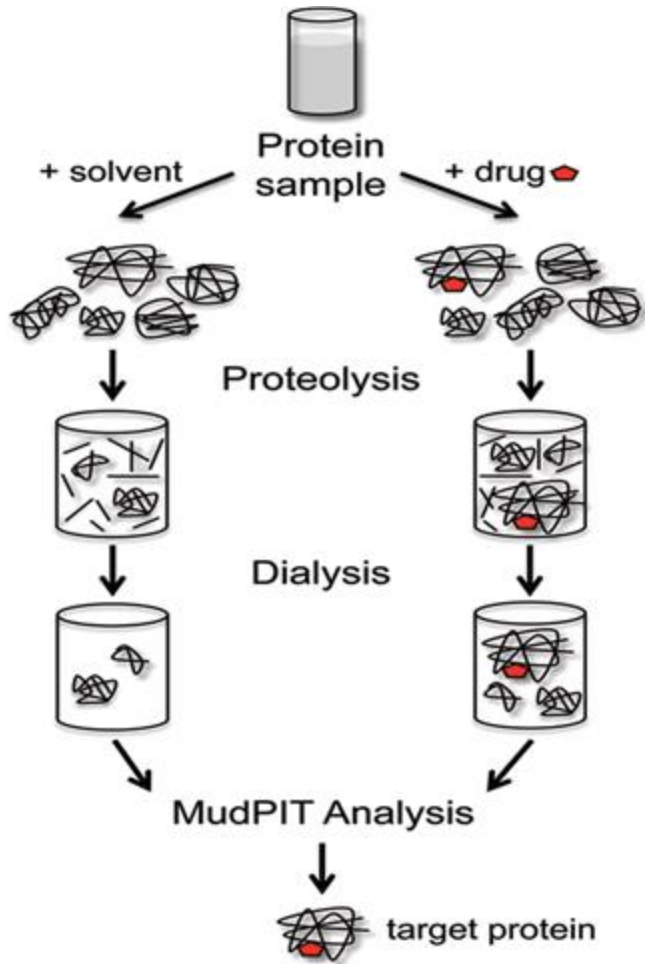 Protein
sample
+ solvent
+ drug
Proteolysis
Dialysis
MudPIT Analysis
target protein